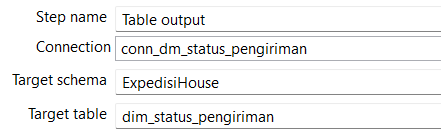 Step name Table output
Connection conn_dm_status_pengiriman
Target schema ExpedisiHouse
Target table dim_status_pengiriman